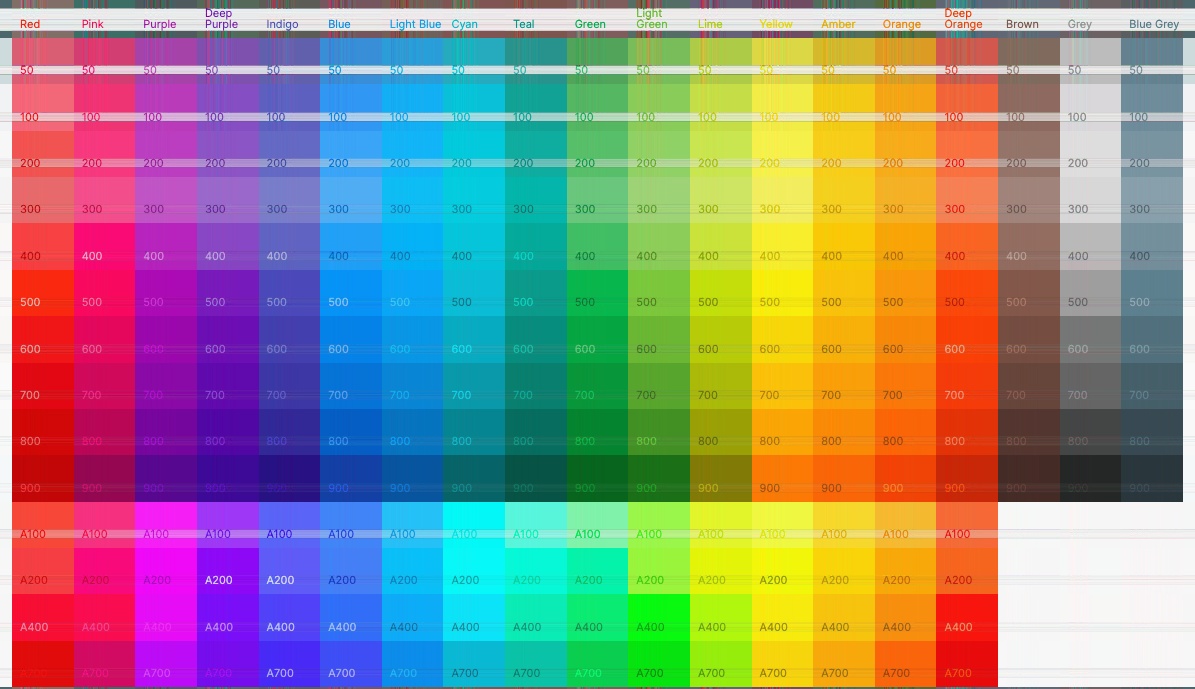 Red Pink Purple Deep Purple Indigo Blue Light Blue Cyan Teal Green Light Green Lime Yellow Amber Orange Deep Orange Brown Grey Blue Grey
50 50 50 50 50 50 50 50 50 50 50 50 50 50 50 50 50 50 50
100 100 100 100 100 100 100 100 100 100 100 100 100 100 100 100 100 100 100
200 200 200 200 200 200 200 200 200 200 200 200 200 200 200 200 200 200 200
300 300 300 300 300 300 300 300 300 300 300 300 300 300 300 300 300 300 300
400 400 400 400 400 400 400 400 400 400 400 400 400 400 400 400 400 400 400
500 500 500 500 500 500 500 500 500 500 500 500 500 500 500 500 500 500 500
600 600 600 600 600 600 600 600 600 600 600 600 600 600 600 600 600 600 600
700 700 700 700 700 700 700 700 700 700 700 700 700 700 700 700 700 700 700
800 800 800 800 800 800 800 800 800 800 800 800 800 800 800 800 800 800 800
900 900 900 900 900 900 900 900 900 900 900 900 900 900 900 900 900 900 900
A100 A100 A100 A100 A100 A100 A100 A100 A100 A100 A100 A100 A100 A100 A100 A100
A200 A200 A200 A200 A200 A200 A200 A200 A200 A200 A200 A200 A200 A200 A200 A200
A400 A400 A400 A400 A400 A400 A400 A400 A400 A400 A400 A400 A400 A400 A400 A400
A700 A700 A700 A700 A700 A700 A700 A700 A700 A700 A700 A700 A700 A700 A700 A700